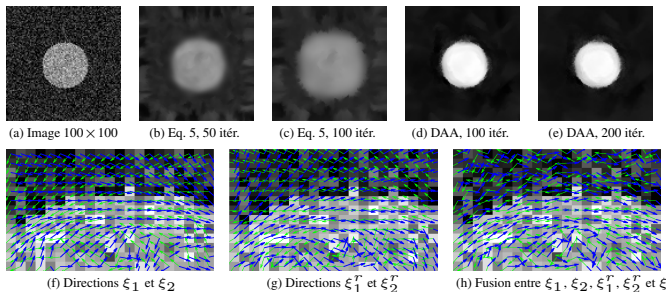 (a) Image 100 × 100 (b) Eq. 5, 50 itér. (c) Eq. 5, 100 itér. (d) DAA, 100 itér. (e) DAA, 200 itér.
(f) Directions ξ₁ et ξ₂ (g) Directions ξ₁ʳ et ξ₂ʳ (h) Fusion entre ξ₁, ξ₂, ξ₁ʳ, ξ₂ʳ et ξ